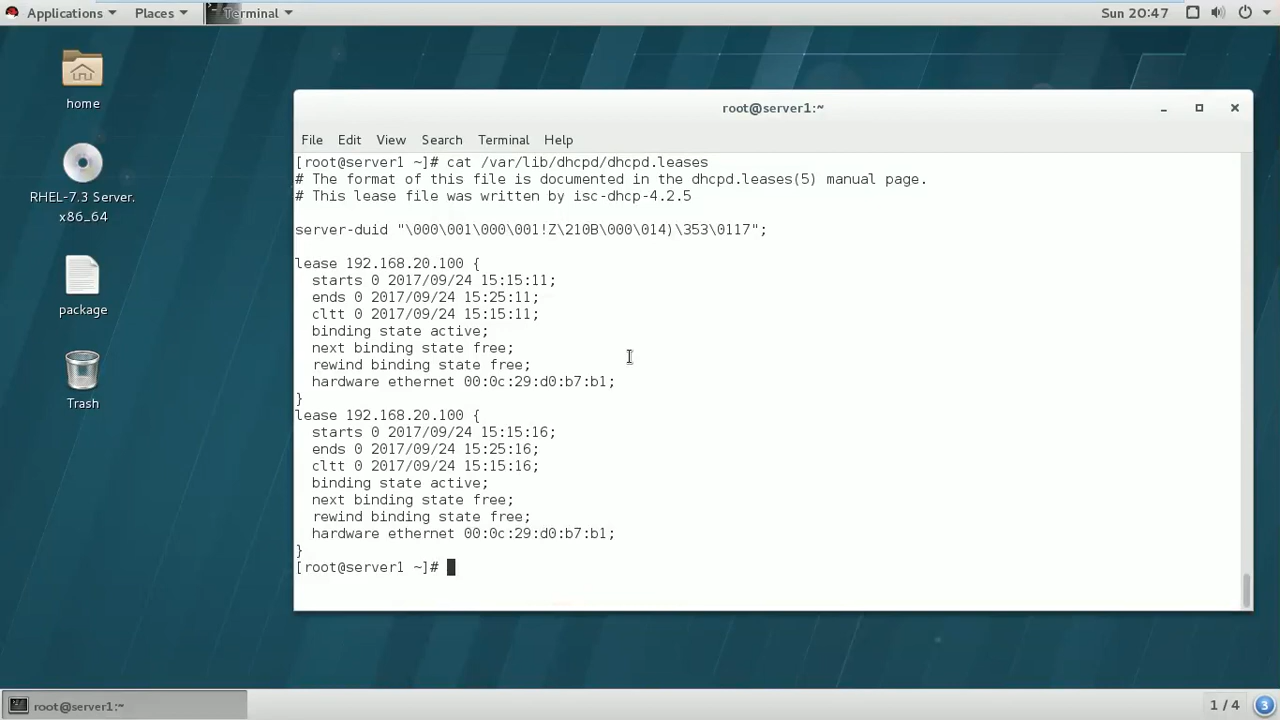 Applications Places Terminal Sun 20:47
home
RHEL-7.3 Server.
x86_64
package
Trash
root@server1:~
File Edit View Search Terminal Help
[root@server1 ~]# cat /var/lib/dhcpd/dhcpd.leases
# The format of this file is documented in the dhcpd.leases(5) manual page.
# This lease file was written by isc-dhcp-4.2.5
server-duid "\000\001\000\001!Z\210B\000\014)\353\0117";
lease 192.168.20.100 {
  starts 0 2017/09/24 15:15:11;
  ends 0 2017/09/24 15:25:11;
  cltt 0 2017/09/24 15:15:11;
  binding state active;
  next binding state free;
  rewind binding state free;
  hardware ethernet 00:0c:29:d0:b7:b1;
}
lease 192.168.20.100 {
  starts 0 2017/09/24 15:15:16;
  ends 0 2017/09/24 15:25:16;
  cltt 0 2017/09/24 15:15:16;
  binding state active;
  next binding state free;
  rewind binding state free;
  hardware ethernet 00:0c:29:d0:b7:b1;
}
[root@server1 ~]#
root@server1:~ 1 / 4 3